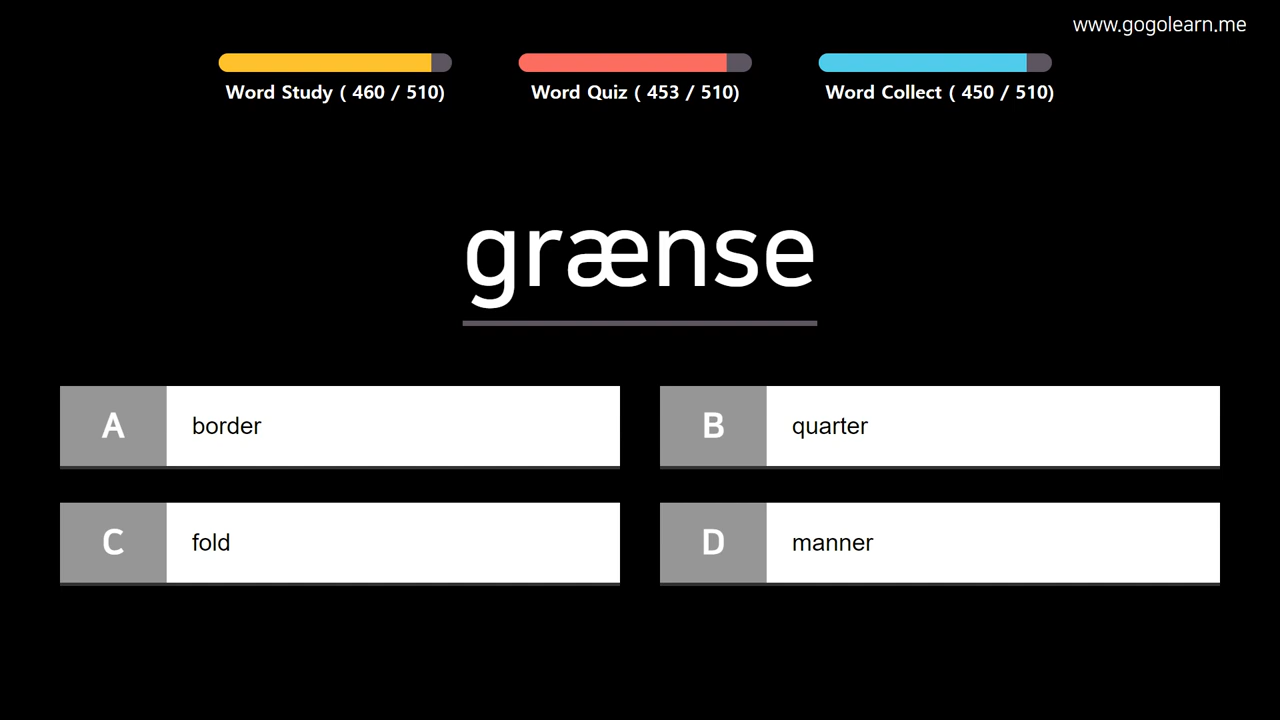 www.gogolearn.me
Word Study ( 460 / 510)
Word Quiz ( 453 / 510)
Word Collect ( 450 / 510)
grænse
A border
B quarter
C fold
D manner